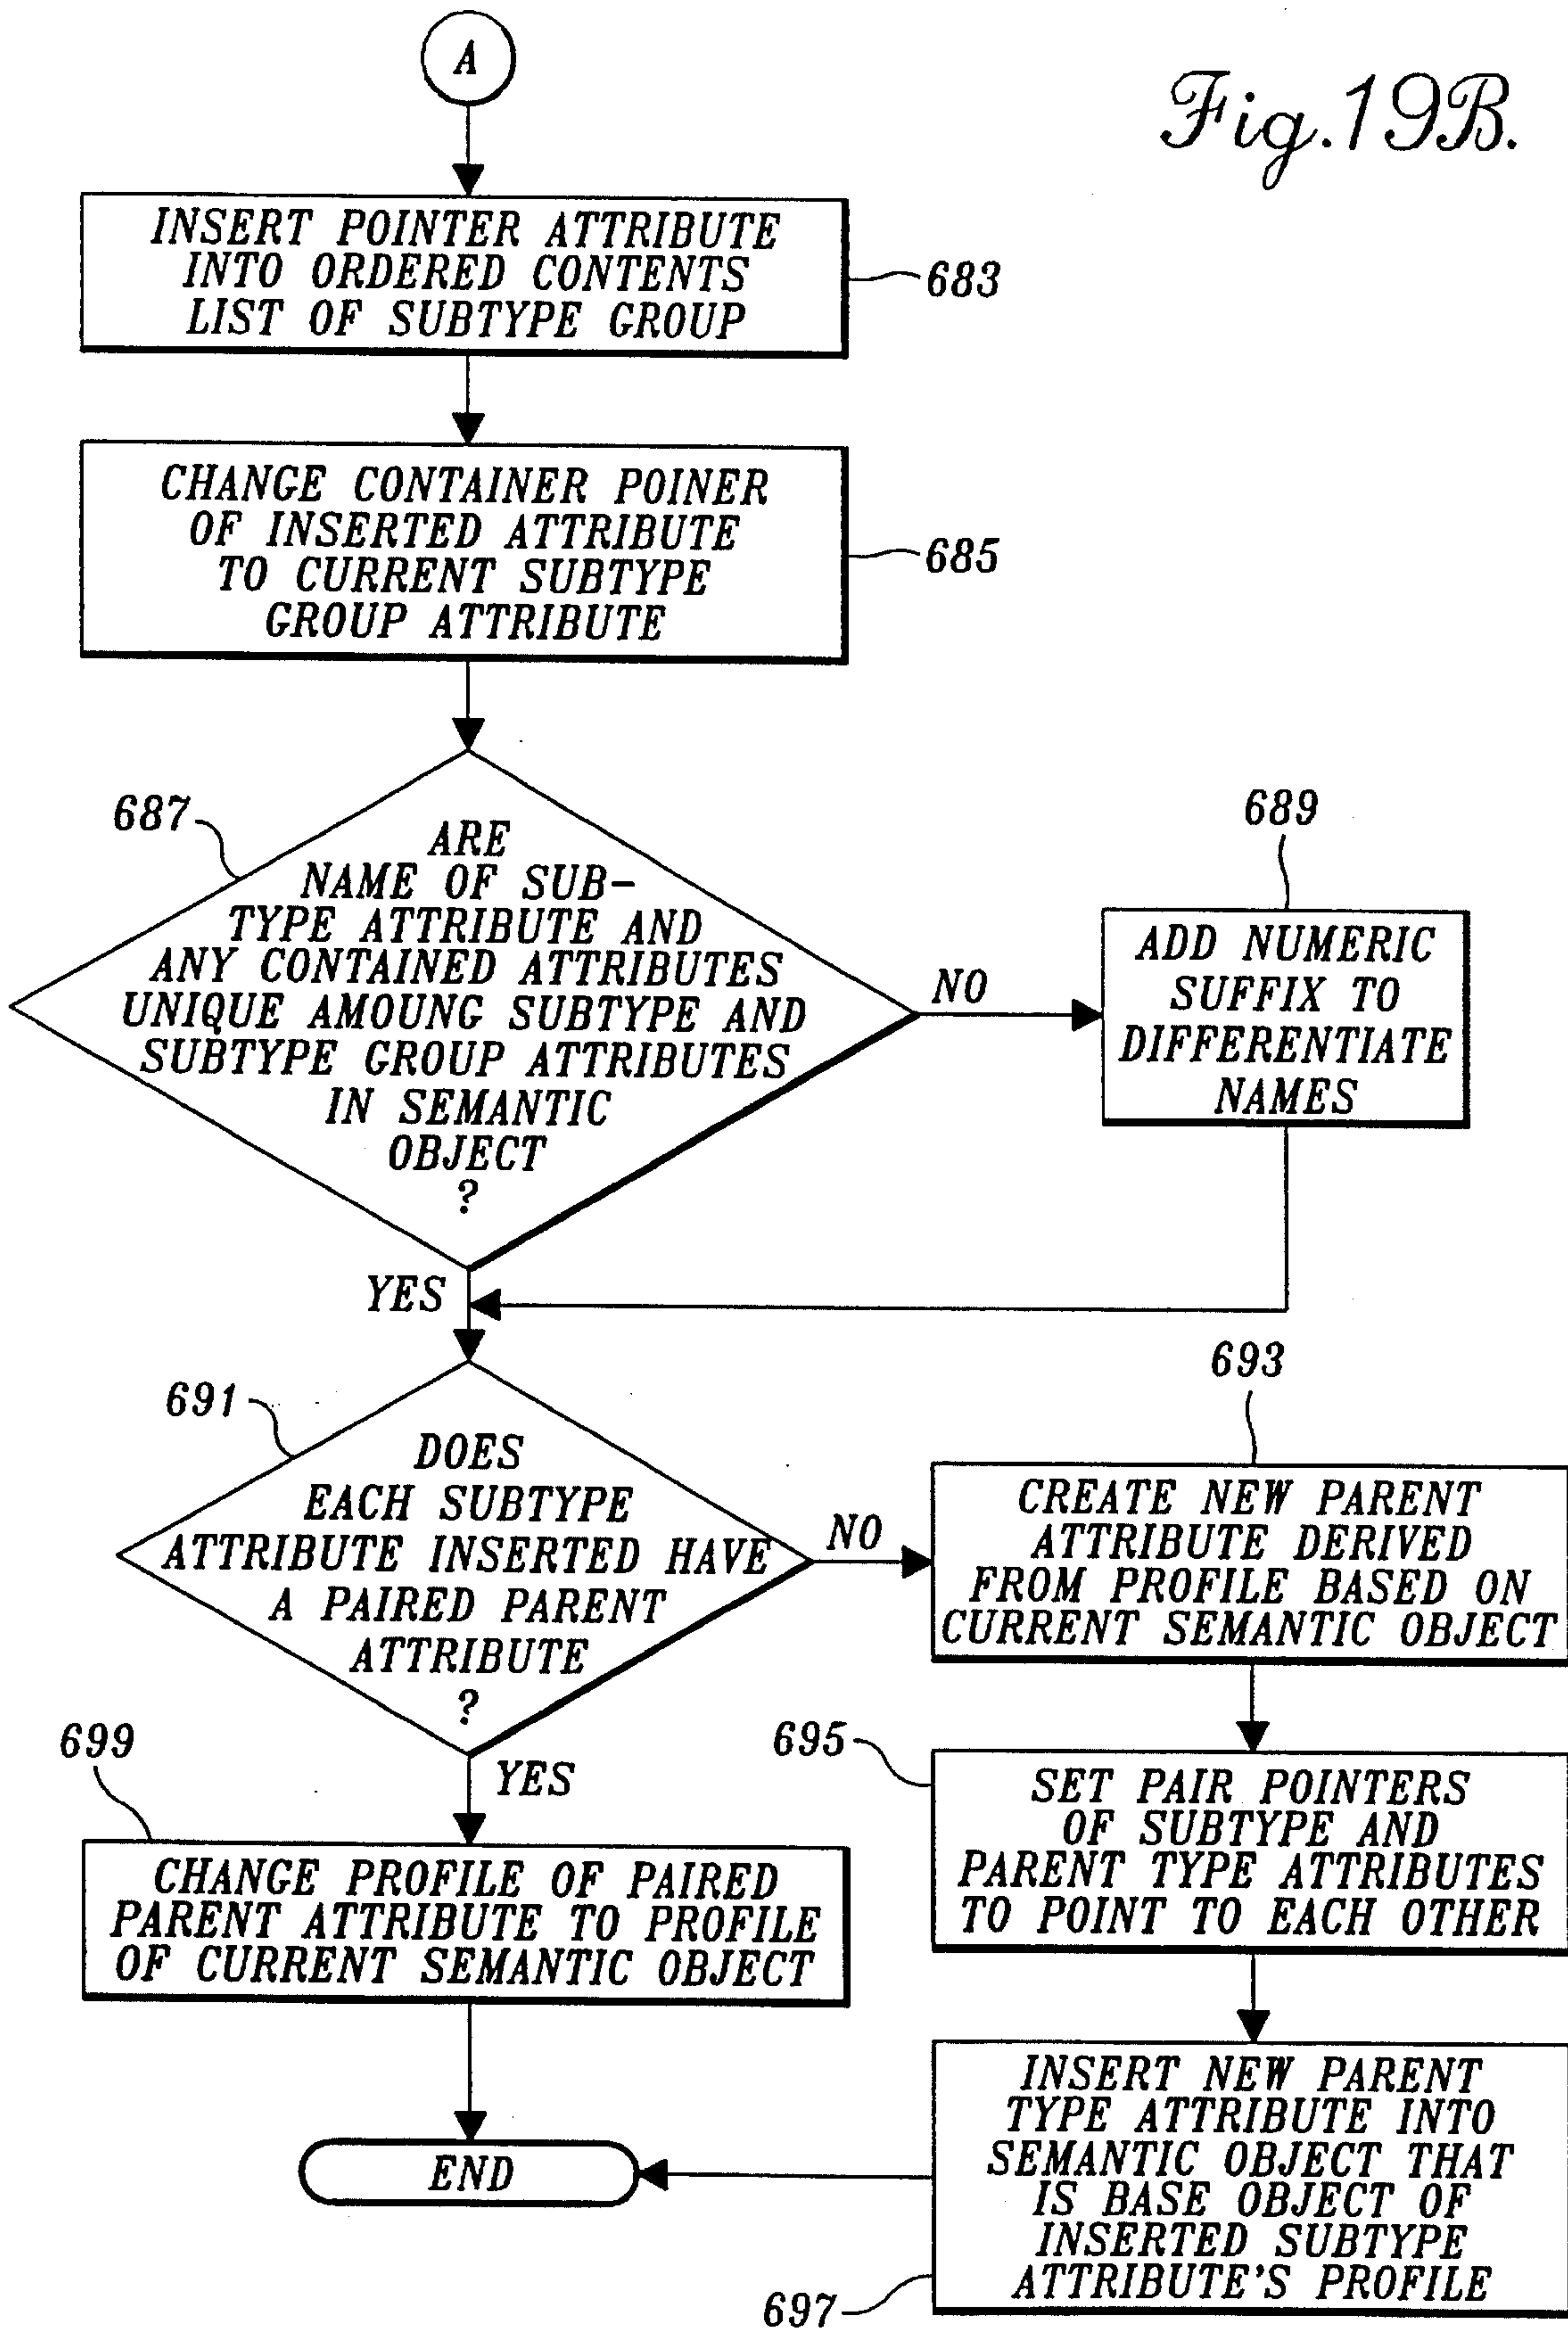 A
Fig.19B.
INSERT POINTER ATTRIBUTE
INTO ORDERED CONTENTS
LIST OF SUBTYPE GROUP
683
CHANGE CONTAINER POINER
OF INSERTED ATTRIBUTE
TO CURRENT SUBTYPE
GROUP ATTRIBUTE
685
687
ARE
NAME OF SUB-
TYPE ATTRIBUTE AND
ANY CONTAINED ATTRIBUTES
UNIQUE AMOUNG SUBTYPE AND
SUBTYPE GROUP ATTRIBUTES
IN SEMANTIC
OBJECT
?
NO
689
ADD NUMERIC
SUFFIX TO
DIFFERENTIATE
NAMES
YES
691
DOES
EACH SUBTYPE
ATTRIBUTE INSERTED HAVE
A PAIRED PARENT
ATTRIBUTE
?
NO
693
CREATE NEW PARENT
ATTRIBUTE DERIVED
FROM PROFILE BASED ON
CURRENT SEMANTIC OBJECT
YES
699
CHANGE PROFILE OF PAIRED
PARENT ATTRIBUTE TO PROFILE
OF CURRENT SEMANTIC OBJECT
695
SET PAIR POINTERS
OF SUBTYPE AND
PARENT TYPE ATTRIBUTES
TO POINT TO EACH OTHER
END
INSERT NEW PARENT
TYPE ATTRIBUTE INTO
SEMANTIC OBJECT THAT
IS BASE OBJECT OF
INSERTED SUBTYPE
ATTRIBUTE'S PROFILE
697